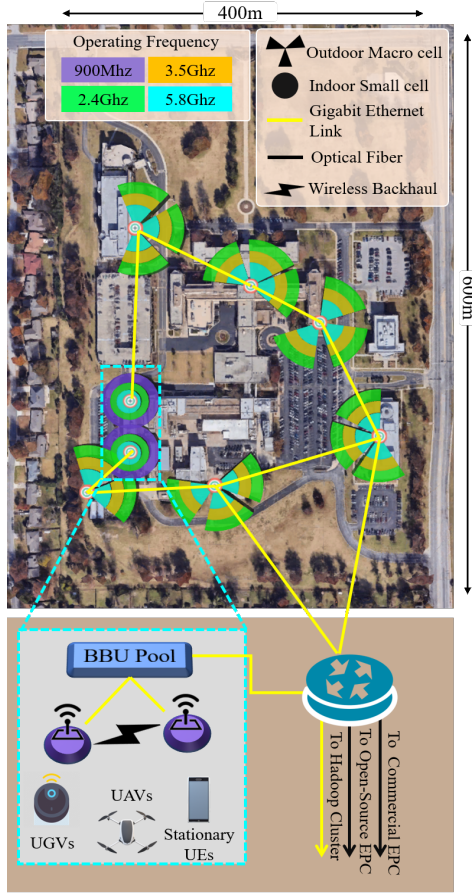 400m
Operating Frequency
900Mhz
3.5Ghz
2.4Ghz
5.8Ghz
Outdoor Macro cell
Indoor Small cell
Gigabit Ethernet
Link
Optical Fiber
Wireless Backhaul
600m
BBU Pool
UGVs
UAVs
Stationary
UEs
To Hadoop Cluster
To Open-Source EPC
To Commercial EPC